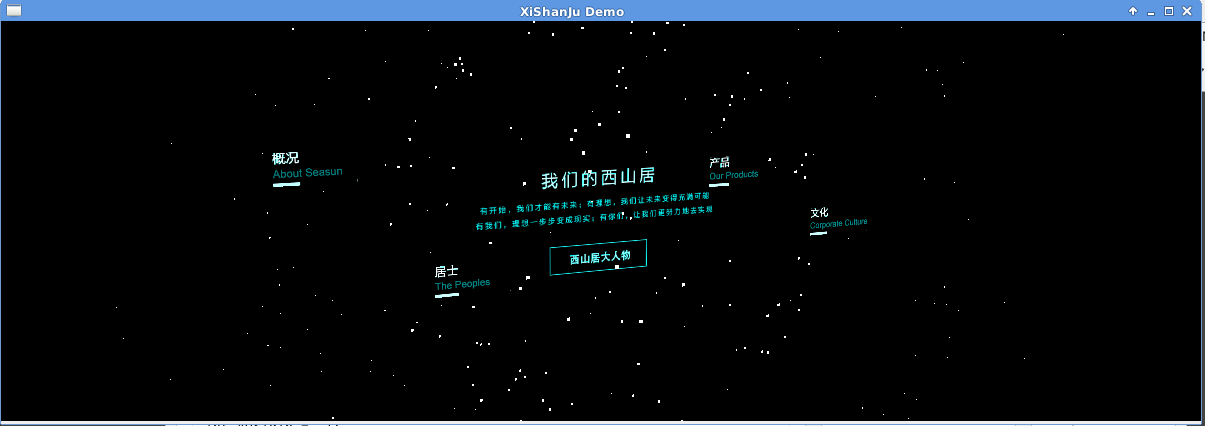 XiShanJu Demo
概况
About Seasun
我们的西山居
有开始，我们才能有未来；有理想，我们让未来变得充满可能
有我们，理想一步步变成现实；有你们，让我们更努力地去实现
西山居大人物
产品
Our Products
文化
Corporate Culture
居士
The Peoples